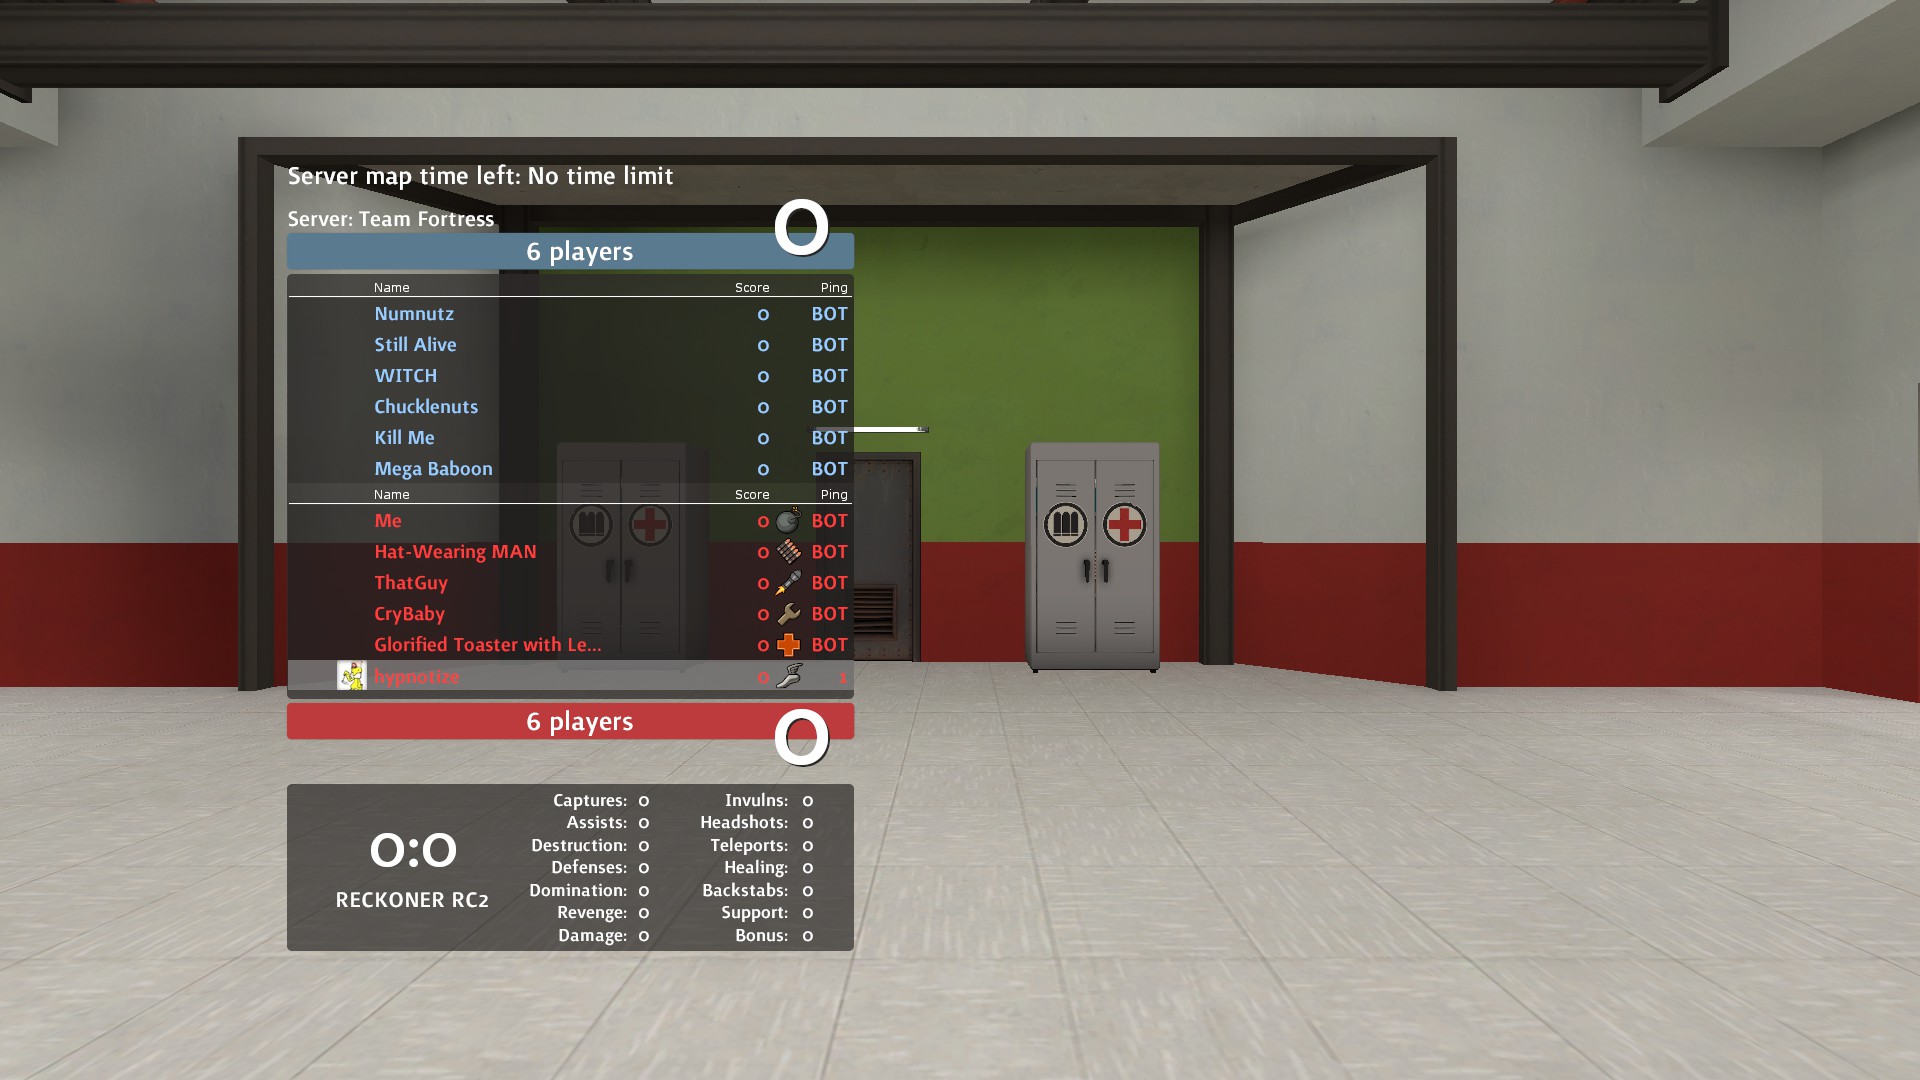 Server map time left: No time limit
Server: Team Fortress
6 players 0
Name Score Ping
Numnutz 0 BOT
Still Alive 0 BOT
WITCH 0 BOT
Chucklenuts 0 BOT
Kill Me 0 BOT
Mega Baboon 0 BOT
Name Score Ping
Me 0 BOT
Hat-Wearing MAN 0 BOT
ThatGuy 0 BOT
CryBaby 0 BOT
Glorified Toaster with Le... 0 BOT
hypnotize 0 1
6 players 0
0:0
RECKONER RC2
Captures: 0 Invulns: 0
Assists: 0 Headshots: 0
Destruction: 0 Teleports: 0
Defenses: 0 Healing: 0
Domination: 0 Backstabs: 0
Revenge: 0 Support: 0
Damage: 0 Bonus: 0